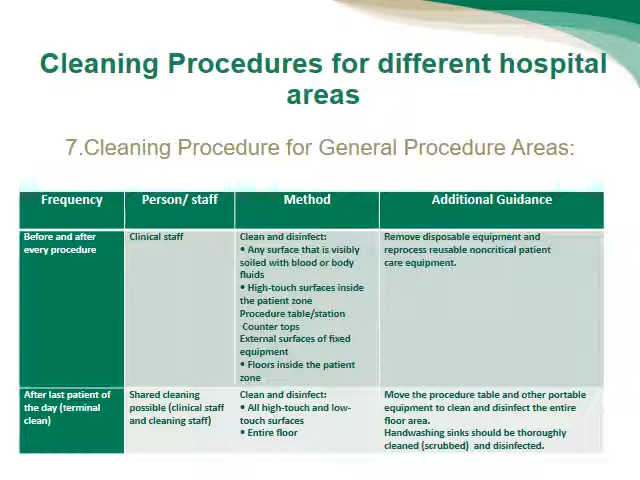 Cleaning Procedures for different hospital
areas
7.Cleaning Procedure for General Procedure Areas:
Frequency
Person/ staff
Method
Additional Guidance
Before and after
every procedure
Clinical staff
Clean and disinfect:
• Any surface that is visibly
soiled with blood or body
fluids
• High-touch surfaces inside
the patient zone
Procedure table/station
Counter tops
External surfaces of fixed
equipment
• Floors inside the patient
zone
Remove disposable equipment and
reprocess reusable noncritical patient
care equipment.
After last patient of
the day (terminal
clean)
Shared cleaning
possible (clinical staff
and cleaning staff)
Clean and disinfect:
• All high-touch and low-
touch surfaces
• Entire floor
Move the procedure table and other portable
equipment to clean and disinfect the entire
floor area.
Handwashing sinks should be thoroughly
cleaned (scrubbed) and disinfected.